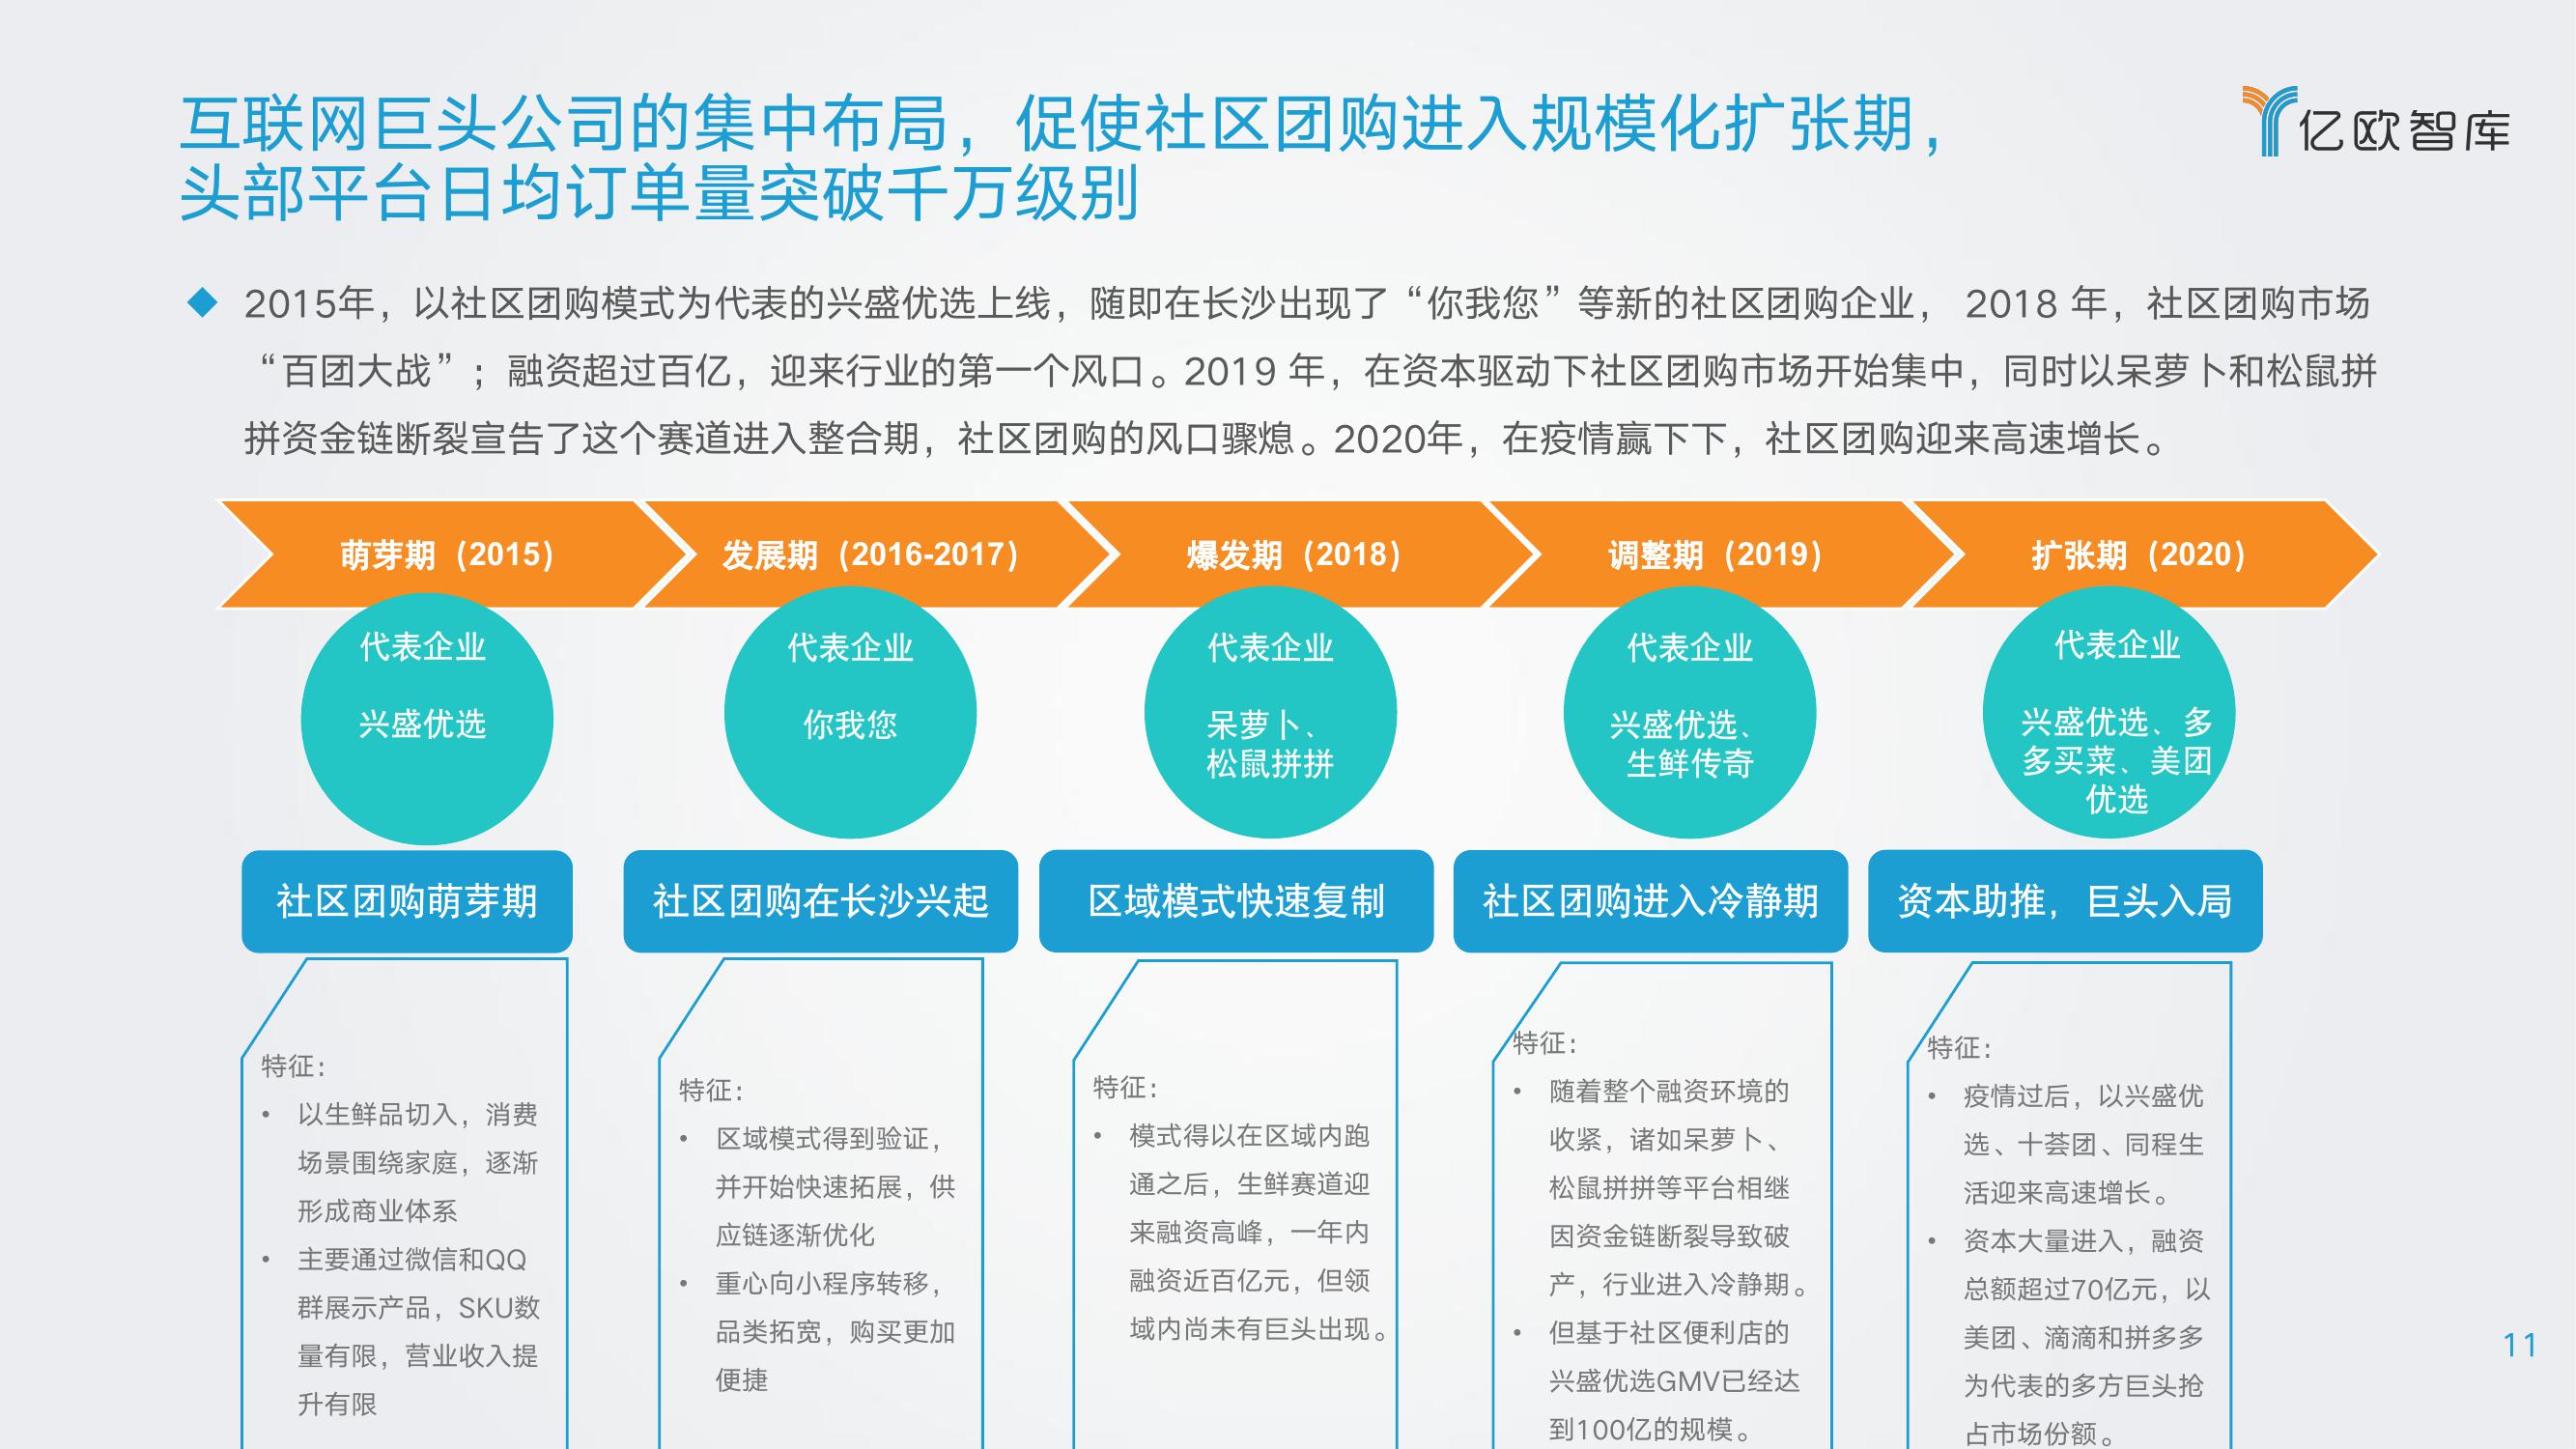 互联网巨头公司的集中布局，促使社区团购进入规模化扩张期，
头部平台日均订单量突破千万级别
亿欧智库
2015年，以社区团购模式为代表的兴盛优选上线，随即在长沙出现了“你我您”等新的社区团购企业， 2018 年，社区团购市场
“百团大战”；融资超过百亿，迎来行业的第一个风口。2019 年，在资本驱动下社区团购市场开始集中，同时以呆萝卜和松鼠拼
拼资金链断裂宣告了这个赛道进入整合期，社区团购的风口骤熄。2020年，在疫情赢下下，社区团购迎来高速增长。
萌芽期（2015）
发展期（2016-2017）
爆发期（2018）
调整期（2019）
扩张期（2020）
代表企业
兴盛优选
代表企业
你我您
代表企业
呆萝卜、
松鼠拼拼
代表企业
兴盛优选、
生鲜传奇
代表企业
兴盛优选、多
多买菜、美团
优选
社区团购萌芽期
社区团购在长沙兴起
区域模式快速复制
社区团购进入冷静期
资本助推，巨头入局
特征：
• 以生鲜品切入，消费
场景围绕家庭，逐渐
形成商业体系
• 主要通过微信和QQ
群展示产品，SKU数
量有限，营业收入提
升有限
特征：
• 区域模式得到验证，
并开始快速拓展，供
应链逐渐优化
• 重心向小程序转移，
品类拓宽，购买更加
便捷
特征：
• 模式得以在区域内跑
通之后，生鲜赛道迎
来融资高峰，一年内
融资近百亿元，但领
域内尚未有巨头出现。
特征：
• 随着整个融资环境的
收紧，诸如呆萝卜、
松鼠拼拼等平台相继
因资金链断裂导致破
产，行业进入冷静期。
• 但基于社区便利店的
兴盛优选GMV已经达
到100亿的规模。
特征：
• 疫情过后，以兴盛优
选、十荟团、同程生
活迎来高速增长。
• 资本大量进入，融资
总额超过70亿元，以
美团、滴滴和拼多多
为代表的多方巨头抢
占市场份额。
11